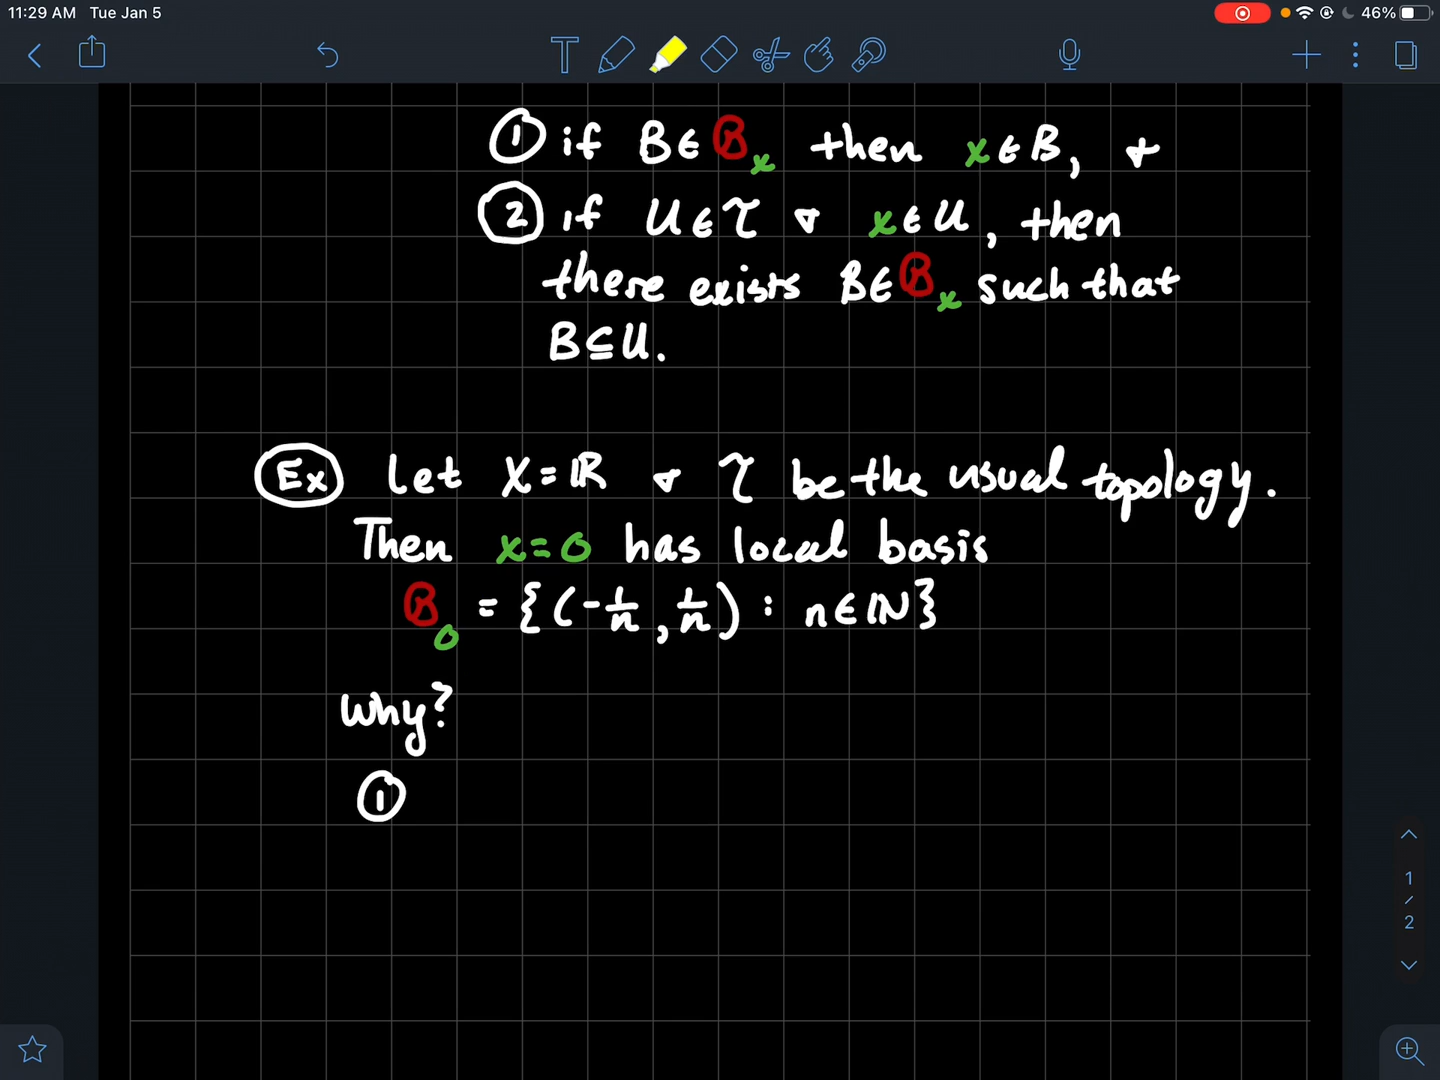 11:29 AM Tue Jan 5
46%
① if B ∈ 𝓑ₓ then x ∈ B, &
② if U ∈ 𝒯 & x ∈ U, then
there exists B ∈ 𝓑ₓ such that
B ⊆ U.
Ex Let X = ℝ & 𝒯 be the usual topology.
Then x = 0 has local basis
𝓑₀ = {(-1/n, 1/n) : n ∈ ℕ}
Why?
①
1
/
2